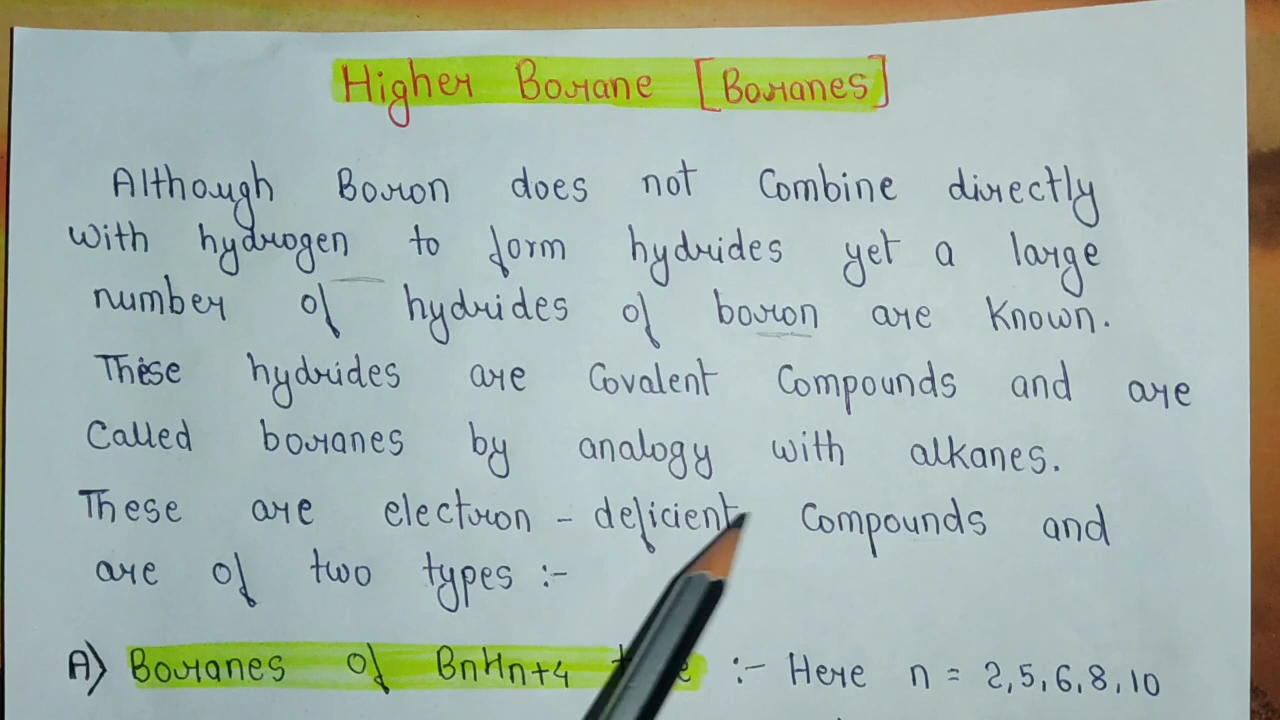 Higher Borane [Boranes]
Although Boron does not Combine directly
with hydrogen to form hydrides yet a large
number of hydrides of boron are known.
These hydrides are Covalent Compounds and are
Called boranes by analogy with alkanes.
These are electron - deficient Compounds and
are of two types :-
A) Boranes of BnHn+4 :- Here n = 2,5,6,8,10